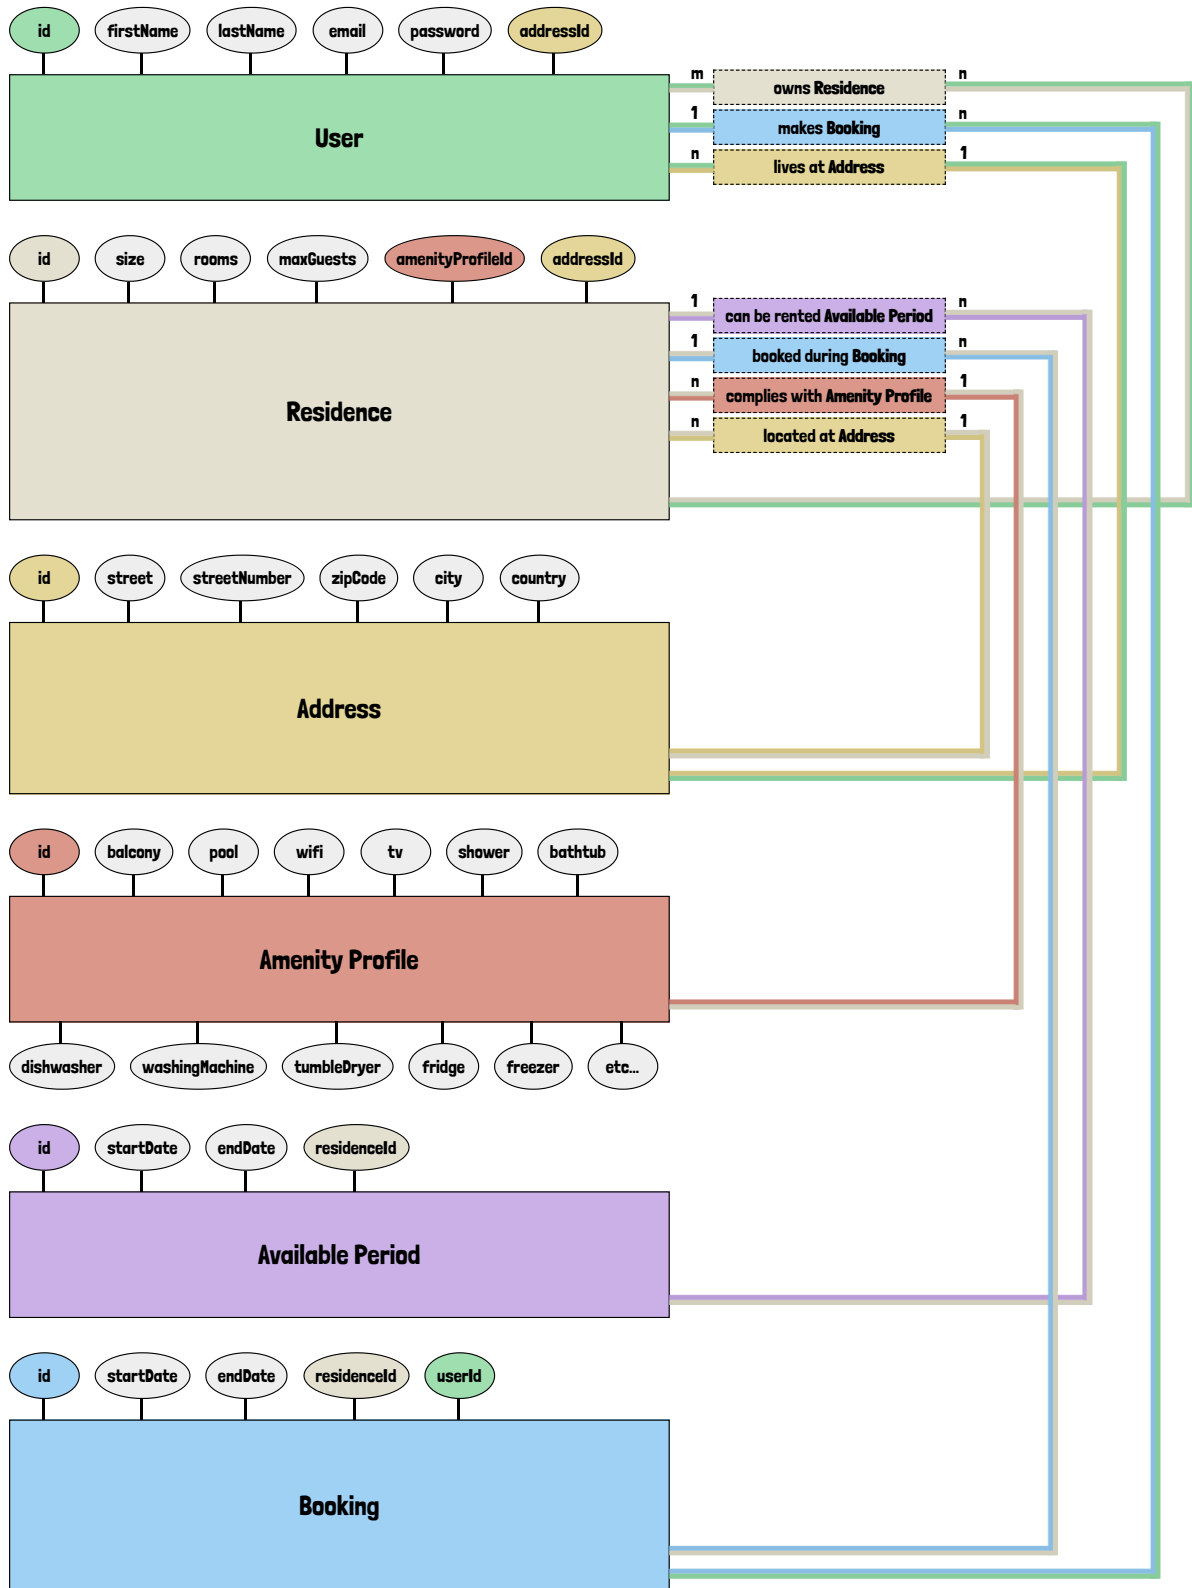 id firstName lastName email password addressId
User
m owns Residence n
1 makes Booking n
n lives at Address 1
id size rooms maxGuests amenityProfileId addressId
Residence
1 can be rented Available Period n
1 booked during Booking n
n complies with Amenity Profile 1
n located at Address 1
id street streetNumber zipCode city country
Address
id balcony pool wifi tv shower bathtub
Amenity Profile
dishwasher washingMachine tumbleDryer fridge freezer etc...
id startDate endDate residenceId
Available Period
id startDate endDate residenceId userId
Booking